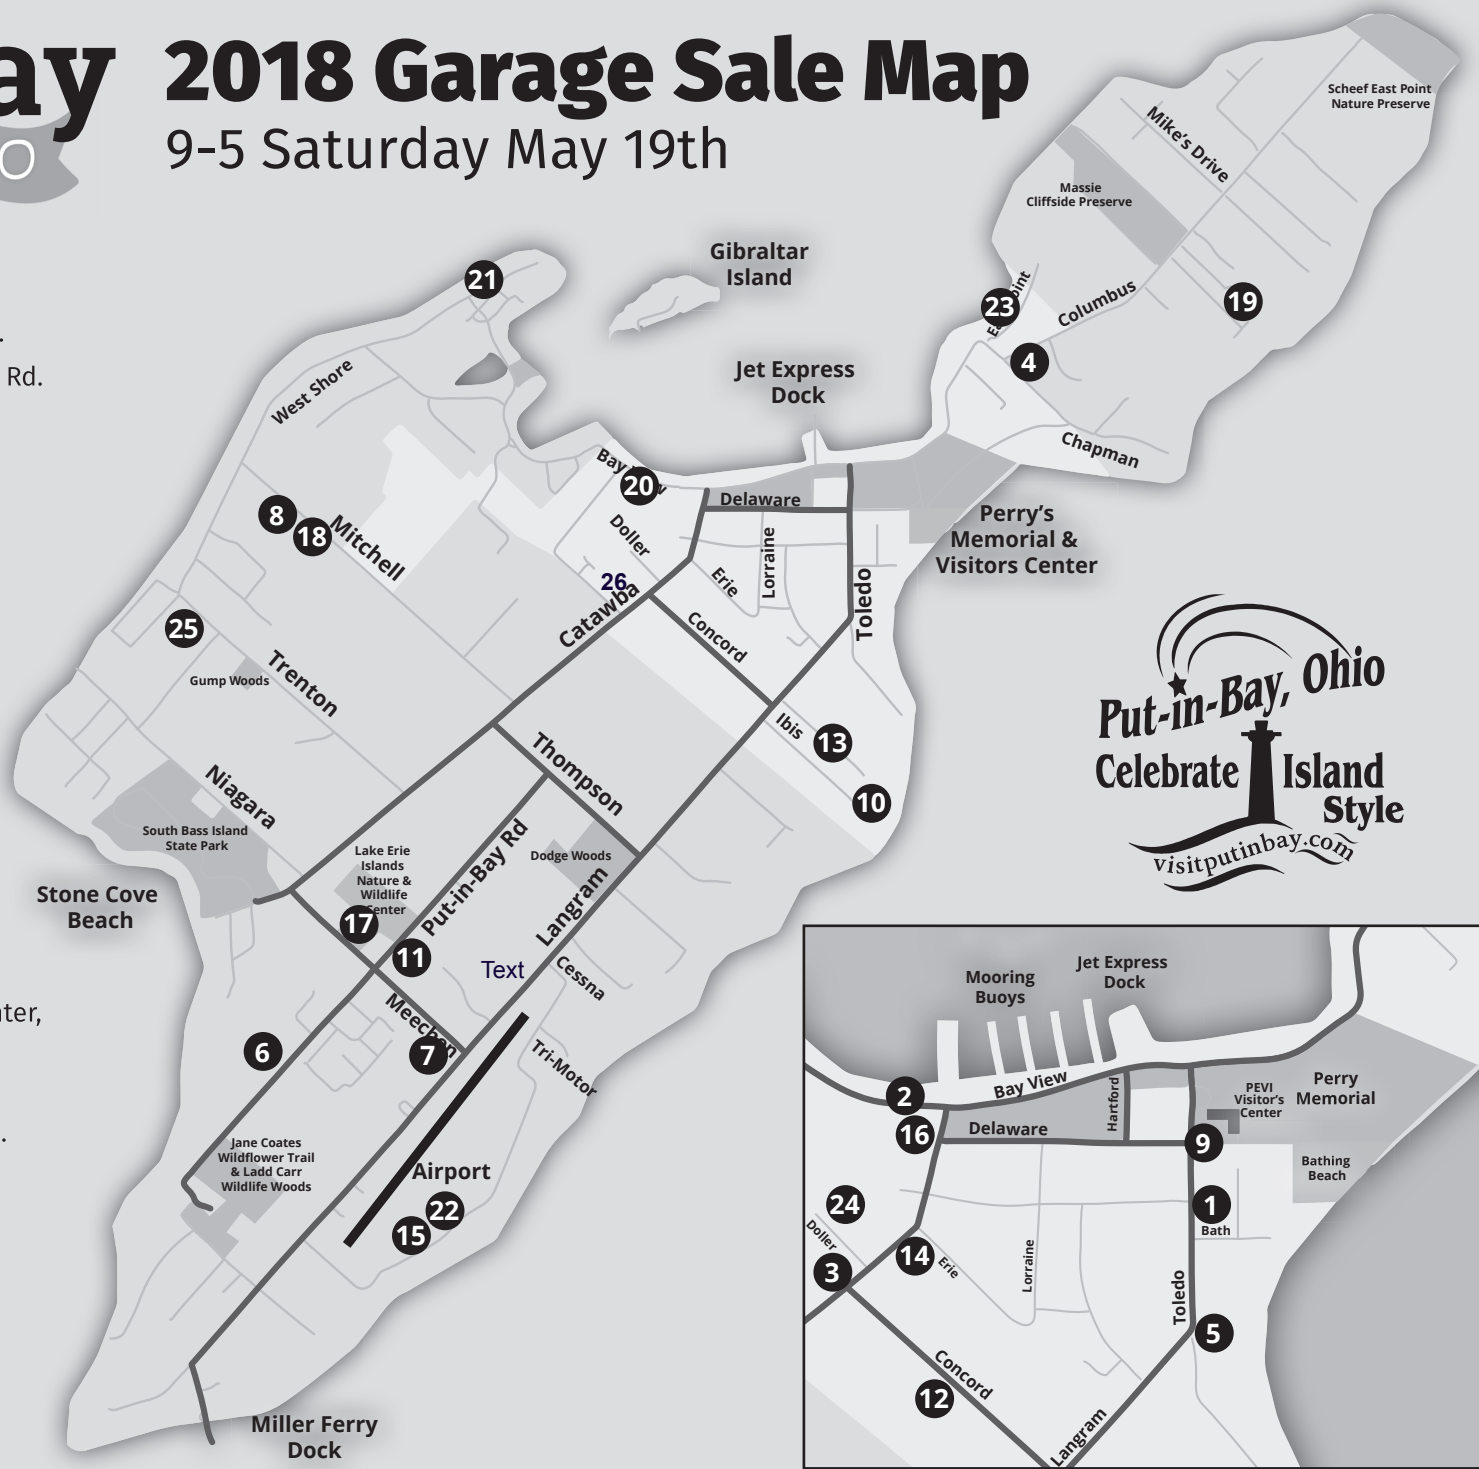 ay
O
2018 Garage Sale Map
9-5 Saturday May 19th
.
Rd.
nter,
.
Scheef East Point
Nature Preserve
Mike's Drive
Massie
Cliffside Preserve
Gibraltar
Island
21
23
Columbus
19
4
Chapman
Jet Express
Dock
West Shore
20
Delaware
Perry's
Memorial &
Visitors Center
8
18
Mitchell
Doller
Erie
Lorraine
Toledo
26
Catawba
Concord
25
Gump Woods
Trenton
Ibis
13
10
Thompson
Niagara
South Bass Island
State Park
Lake Erie
Islands
Nature &
Wildlife
Center
Put-in-Bay Rd
Dodge Woods
Langram
Stone Cove
Beach
17
11
Text
Cessna
Meechen
7
6
Tri-Motor
Jane Coates
Wildflower Trail
& Ladd Carr
Wildlife Woods
Airport
22
15
Miller Ferry
Dock
Put-in-Bay, Ohio
Celebrate Island
Style
visitputinbay.com
Mooring
Buoys
Jet Express
Dock
2
Bay View
Hartford
PEVI
Visitor's
Center
Perry
Memorial
16
Delaware
9
Bathing
Beach
24
1
Bath
Doller
3
14
Erie
Lorraine
Toledo
5
Concord
12
Langram